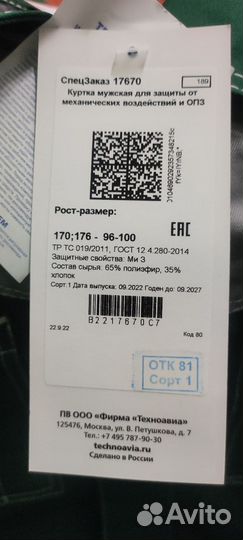 СпецЗаказ 17670
189
Куртка мужская для защиты от
механических воздействий и ОПЗ
Рост-размер:
170;176 - 96-100
ЕАС
ТР ТС 019/2011, ГОСТ 12.4.280-2014
Защитные свойства: Ми З
Состав сырья: 65% полиэфир, 35%
хлопок
Сорт.1 Дата выпуска: 09.2022 Годен до: 09.2027
B2217670C7
22.9.22
Код 80
ОТК 81
Сорт 1
ПВ ООО «Фирма «Техноавиа»
125476, Москва, ул. В. Петушкова, д. 7
Тел.: +7 495 787-90-30
technoavia.ru
Сделано в России
Avito